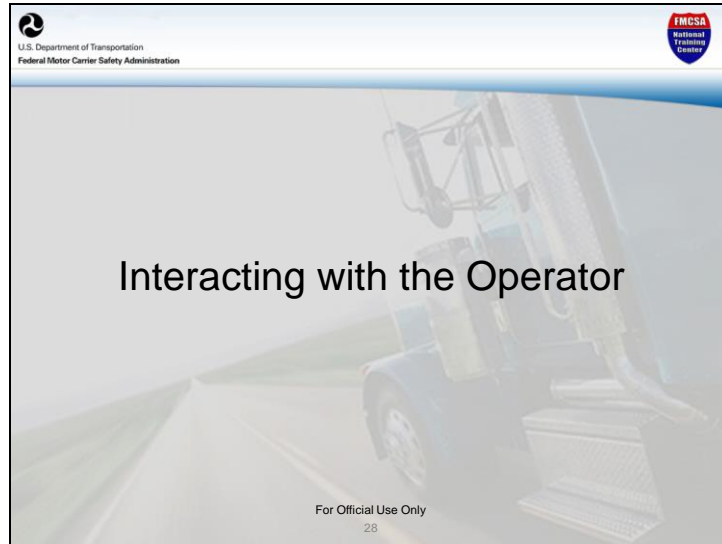 U.S. Department of Transportation
Federal Motor Carrier Safety Administration
FMCSA
National
Training
Center
Interacting with the Operator
For Official Use Only
28